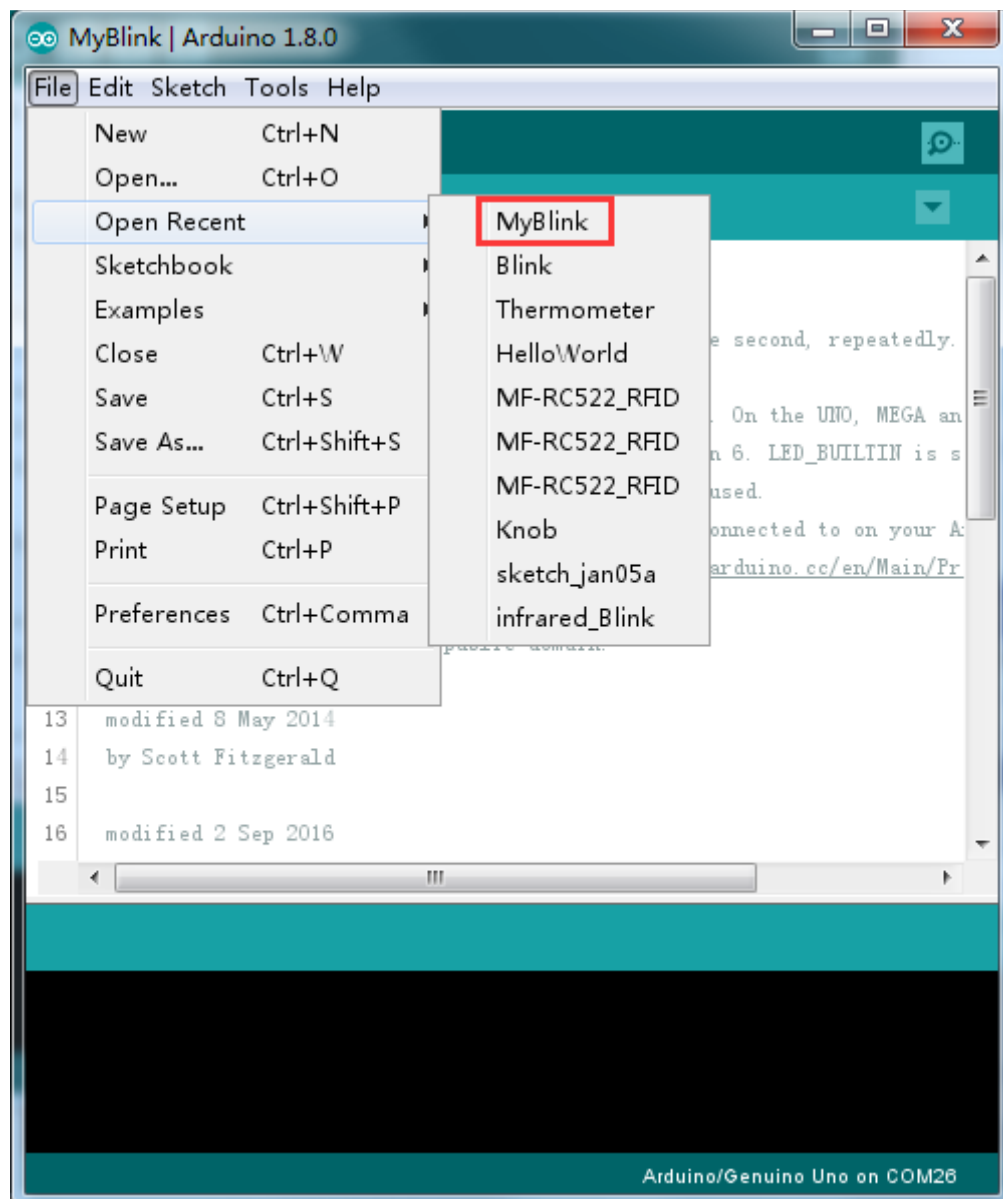 MyBlink | Arduino 1.8.0
File Edit Sketch Tools Help
New Ctrl+N
Open... Ctrl+O
Open Recent
Sketchbook
Examples
Close Ctrl+W
Save Ctrl+S
Save As... Ctrl+Shift+S
Page Setup Ctrl+Shift+P
Print Ctrl+P
Preferences Ctrl+Comma
Quit Ctrl+Q
MyBlink
Blink
Thermometer
HelloWorld
MF-RC522_RFID
MF-RC522_RFID
MF-RC522_RFID
Knob
sketch_jan05a
infrared_Blink
e second, repeatedly.
. On the UNO, MEGA an
n 6. LED_BUILTIN is s
used.
onnected to on your A
arduino.cc/en/Main/Pr
public domain.
13 modified 8 May 2014
14 by Scott Fitzgerald
15
16 modified 2 Sep 2016
Arduino/Genuino Uno on COM26